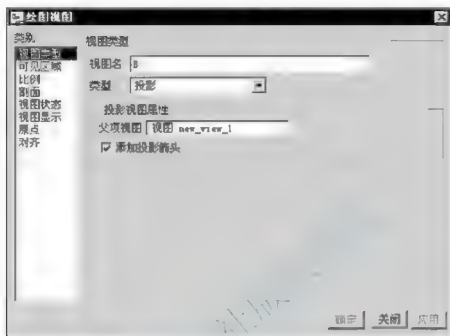 绘图视图
类别
视图类型
可见区域
比例
剖面
视图状态
视图显示
原点
对齐
视图类型
视图名 B
类型 投影
投影视图属性
父项视图 视图 new_view_1
添加投影箭头
确定 关闭 应用